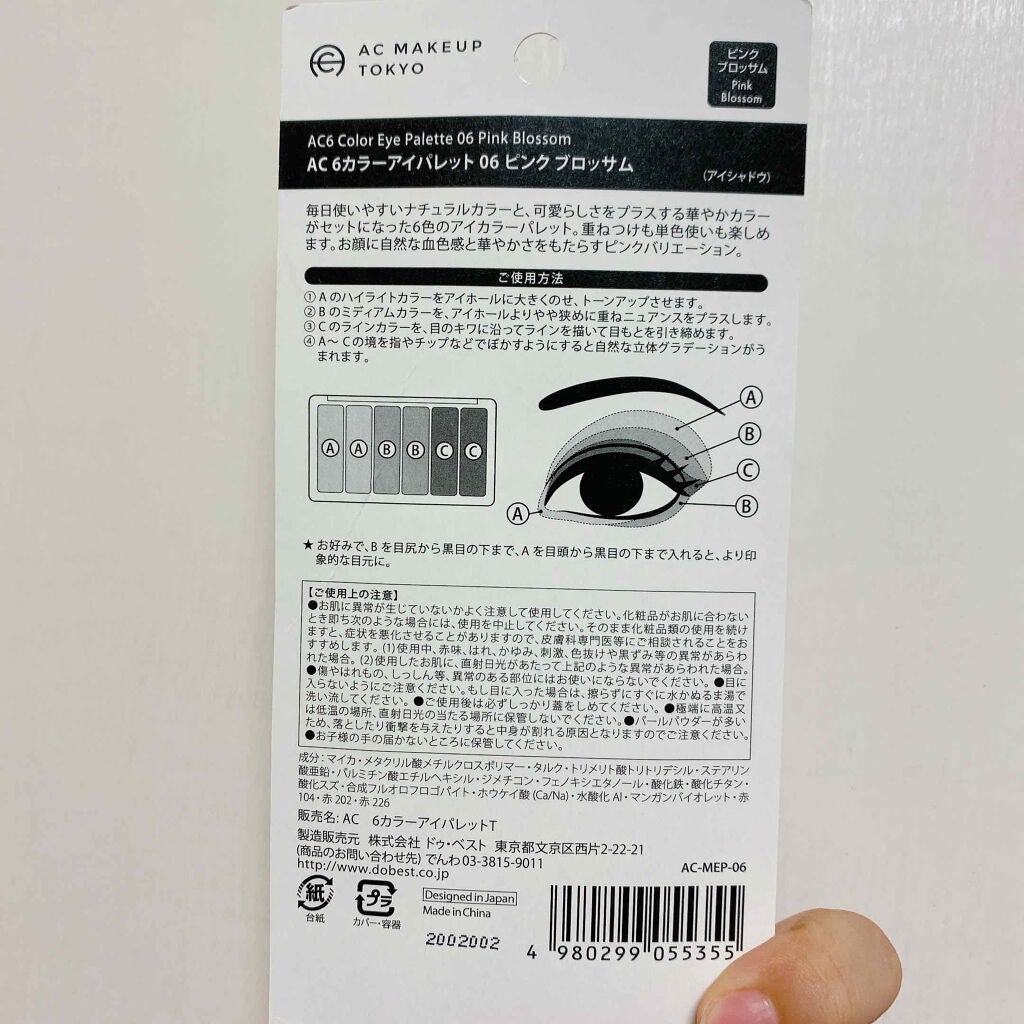 AC MAKEUP
TOKYO
ピンク
ブロッサム
Pink
Blossom
AC6 Color Eye Palette 06 Pink Blossom
AC 6カラーアイパレット 06 ピンク ブロッサム
(アイシャドウ)
毎日使いやすいナチュラルカラーと、可愛らしさをプラスする華やかカラー
がセットになった6色のアイカラーパレット。重ねつけも単色使いも楽しめ
ます。お顔に自然な血色感と華やかさをもたらすピンクバリエーション。
ご使用方法
① A のハイライトカラーをアイホールに大きくのせ、トーンアップさせます。
② B のミディアムカラーを、アイホールよりやや狭めに重ねニュアンスをプラスします。
③ C のラインカラーを、目のキワに沿ってラインを描いて目もとを引き締めます。
④ A～ Cの境を指やチップなどでぼかすようにすると自然な立体グラデーションがう
まれます。
A A B B C C
A
B
C
B
A
★ お好みで、B を目尻から黒目の下まで、A を目頭から黒目の下まで入れると、より印
象的な目元に。
【ご使用上の注意】
●お肌に異常が生じていないかよく注意して使用してください。化粧品がお肌に合わない
とき即ち次のような場合には、使用を中止してください。そのまま化粧品類の使用を続け
ますと、症状を悪化させることがありますので、皮膚科専門医等にご相談されることをお
すすめします。(1)使用中、赤味、はれ、かゆみ、刺激、色抜けや黒ずみ等の異常があらわ
れた場合。(2)使用したお肌に、直射日光があたって上記のような異常があらわれた場合。
●傷やはれもの、しっしん等、異常のある部位にはお使いにならないでください。●目に
入らないようにご注意ください。もし目に入った場合は、擦らずにすぐに水かぬるま湯で
洗い流してください。●ご使用後は必ずしっかり蓋をしめてください。●極端に高温又
は低温の場所、直射日光の当たる場所に保管しないでください。●パールパウダーが多い
ため、落としたり衝撃を与えたりすると中身が割れる原因となりますのでご注意ください。
●お子様の手の届かないところに保管してください。
成分：マイカ・メタクリル酸メチルクロスポリマー・タルク・トリメリト酸トリトリデシル・ステアリン
酸亜鉛・パルミチン酸エチルヘキシル・ジメチコン・フェノキシエタノール・酸化鉄・酸化チタン・
酸化スズ・合成フルオロフロゴパイト・ホウケイ酸 (Ca/Na)・水酸化 Al・マンガンバイオレット・赤
104・赤 202・赤 226
販売名: AC 6カラーアイパレットT
製造販売元 株式会社 ドゥ・ベスト 東京都文京区西片2-22-21
(商品のお問い合わせ先) でんわ 03-3815-9011
http://www.dobest.co.jp
AC-MEP-06
紙
台紙
プラ
カバー・容器
Designed in Japan
Made in China
2002002
4 980299 055355